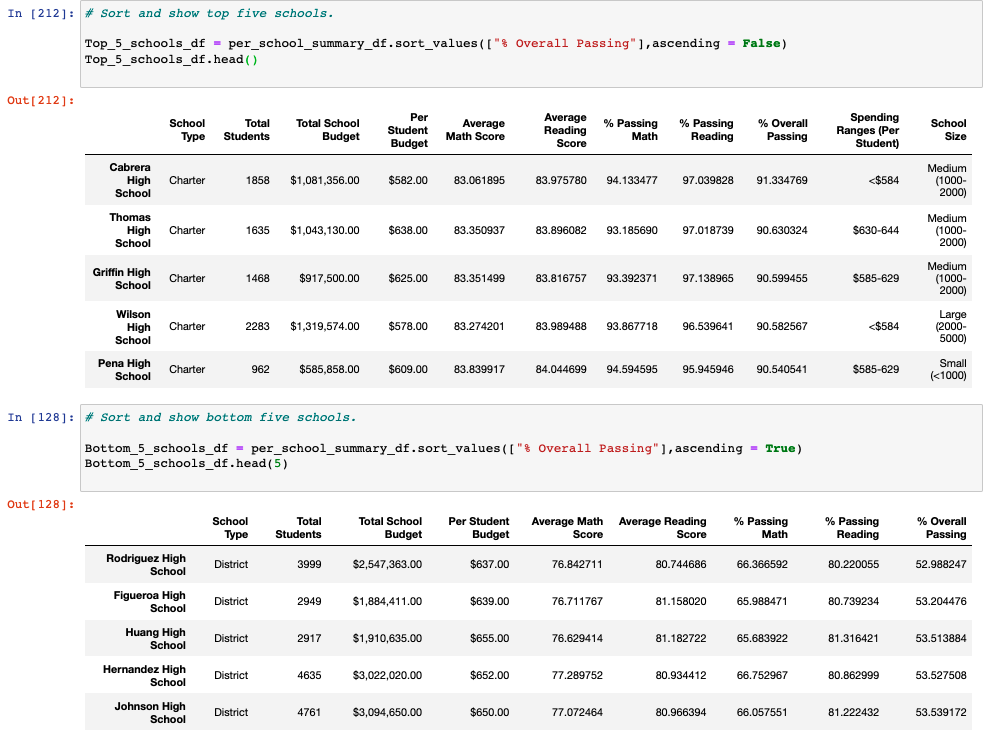 In [212]: # Sort and show top five schools.
Top_5_schools_df = per_school_summary_df.sort_values(["% Overall Passing"],ascending = False)
Top_5_schools_df.head()
Out[212]:
School Type Total Students Total School Budget Per Student Budget Average Math Score Average Reading Score % Passing Math % Passing Reading % Overall Passing Spending Ranges (Per Student) School Size
Cabrera High School Charter 1858 $1,081,356.00 $582.00 83.061895 83.975780 94.133477 97.039828 91.334769 <$584 Medium (1000-2000)
Thomas High School Charter 1635 $1,043,130.00 $638.00 83.350937 83.896082 93.185690 97.018739 90.630324 $630-644 Medium (1000-2000)
Griffin High School Charter 1468 $917,500.00 $625.00 83.351499 83.816757 93.392371 97.138965 90.599455 $585-629 Medium (1000-2000)
Wilson High School Charter 2283 $1,319,574.00 $578.00 83.274201 83.989488 93.867718 96.539641 90.582567 <$584 Large (2000-5000)
Pena High School Charter 962 $585,858.00 $609.00 83.839917 84.044699 94.594595 95.945946 90.540541 $585-629 Small (<1000)
In [128]: # Sort and show bottom five schools.
Bottom_5_schools_df = per_school_summary_df.sort_values(["% Overall Passing"],ascending = True)
Bottom_5_schools_df.head(5)
Out[128]:
School Type Total Students Total School Budget Per Student Budget Average Math Score Average Reading Score % Passing Math % Passing Reading % Overall Passing
Rodriguez High School District 3999 $2,547,363.00 $637.00 76.842711 80.744686 66.366592 80.220055 52.988247
Figueroa High School District 2949 $1,884,411.00 $639.00 76.711767 81.158020 65.988471 80.739234 53.204476
Huang High School District 2917 $1,910,635.00 $655.00 76.629414 81.182722 65.683922 81.316421 53.513884
Hernandez High School District 4635 $3,022,020.00 $652.00 77.289752 80.934412 66.752967 80.862999 53.527508
Johnson High School District 4761 $3,094,650.00 $650.00 77.072464 80.966394 66.057551 81.222432 53.539172